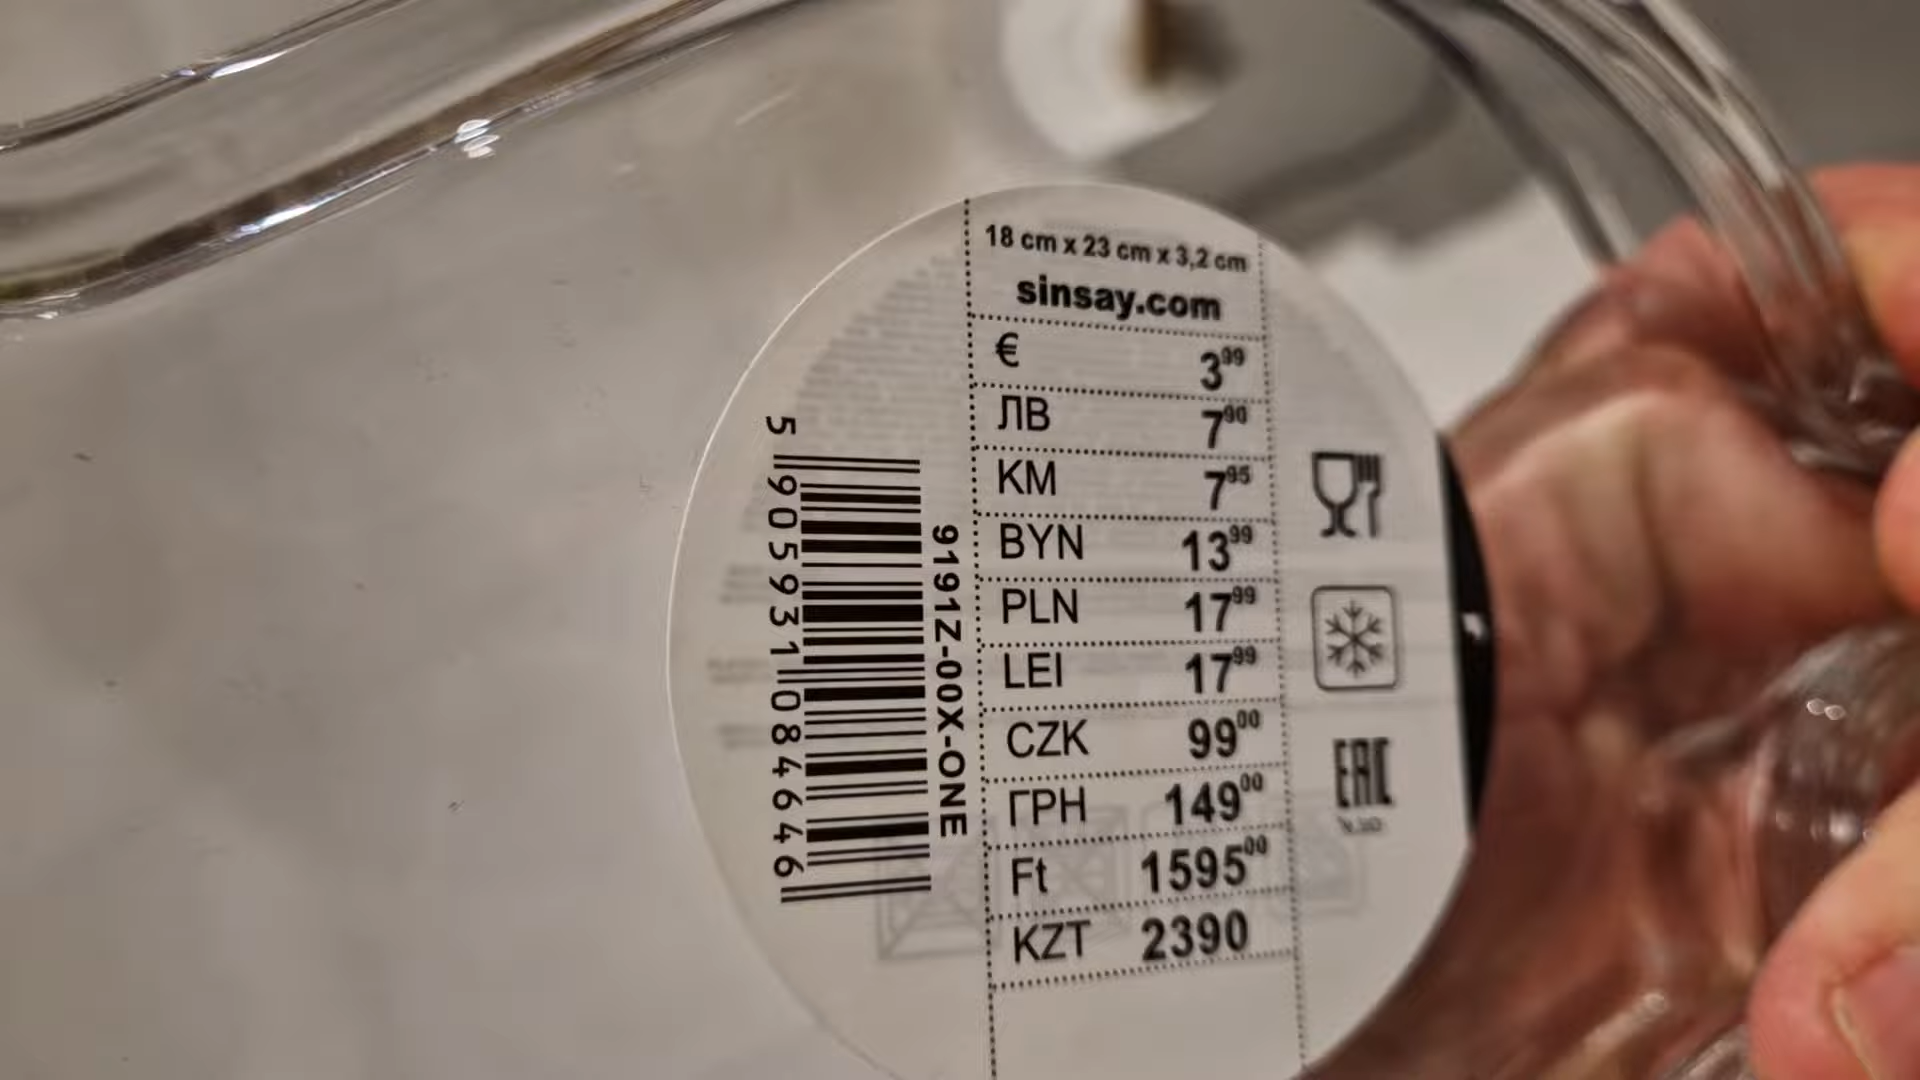 18 cm x 23 cm x 3,2 cm
sinsay.com
€ 3 99
ЛВ 7 90
KM 7 95
BYN 13 99
PLN 17 99
LEI 17 99
CZK 99 00
ГРН 149 00
Ft 1595 00
KZT 2390
9191Z-00X-ONE
5 905931 084646
EAC